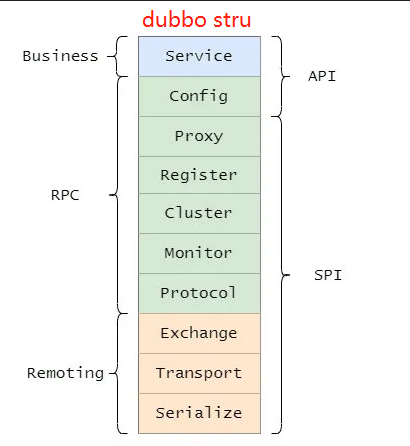 dubbo stru
Business
Service
API
Config
Proxy
Register
RPC
Cluster
Monitor
SPI
Protocol
Exchange
Remoting
Transport
Serialize